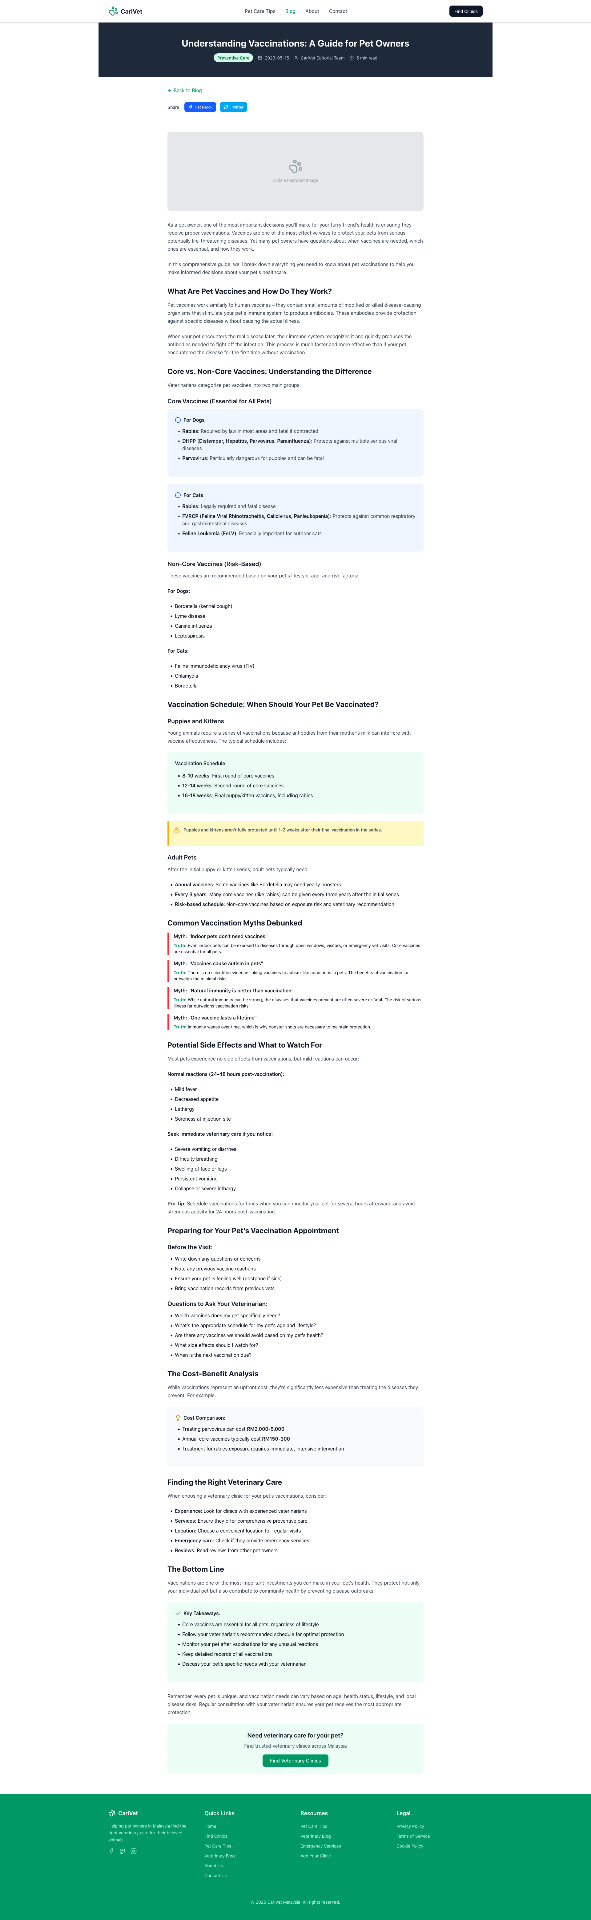 CariVet
Pet Care Tips
Blog
About
Contact
Find Clinics
Understanding Vaccinations: A Guide for Pet Owners
Preventive Care
2023-05-15
CariVet Editorial Team
5 min read
← Back to Blog
Share:
Facebook
Twitter
Featured Image
As a pet owner, one of the most important decisions you'll make for your furry friend's health is ensuring they
receive proper vaccinations. Vaccines are one of the most effective ways to protect your pets from serious,
potentially life-threatening diseases. Yet many pet owners have questions about when vaccines are needed, which
ones are essential, and how they work.
In this comprehensive guide, we'll break down everything you need to know about pet vaccinations to help you
make informed decisions about your pet's healthcare.
What Are Pet Vaccines and How Do They Work?
Pet vaccines work similarly to human vaccines – they contain small amounts of modified or killed disease-causing
organisms that stimulate your pet's immune system to produce antibodies. These antibodies provide protection
against specific diseases without causing the actual illness.
When your pet encounters the real disease later, their immune system recognizes it and quickly produces the
antibodies needed to fight off the infection. This process is much faster and more effective than if your pet
encountered the disease for the first time without vaccination.
Core vs. Non-Core Vaccines: Understanding the Difference
Veterinarians categorize pet vaccines into two main groups:
Core Vaccines (Essential for All Pets)
For Dogs
• Rabies: Required by law in most areas and fatal if contracted
• DHPP (Distemper, Hepatitis, Parvovirus, Parainfluenza): Protects against multiple serious viral
diseases
• Parvovirus: Particularly dangerous for puppies and can be fatal
For Cats
• Rabies: Legally required and fatal disease
• FVRCP (Feline Viral Rhinotracheitis, Calicivirus, Panleukopenia): Protects against common respiratory
and gastrointestinal diseases
• Feline Leukemia (FeLV): Especially important for outdoor cats
Non-Core Vaccines (Risk-Based)
These vaccines are recommended based on your pet's lifestyle, age, and risk factors:
For Dogs:
• Bordetella (kennel cough)
• Lyme disease
• Canine influenza
• Leptospirosis
For Cats:
• Feline immunodeficiency virus (FIV)
• Chlamydia
• Bordetella
Vaccination Schedule: When Should Your Pet Be Vaccinated?
Puppies and Kittens
Young animals require a series of vaccinations because antibodies from their mother's milk can interfere with
vaccine effectiveness. The typical schedule includes:
Vaccination Schedule
• 8-10 weeks: First round of core vaccines
• 12-14 weeks: Second round of core vaccines
• 16-18 weeks: Final puppy/kitten vaccines, including rabies
Puppies and kittens aren't fully protected until 1-2 weeks after their final vaccination in the series.
Adult Pets
After the initial puppy or kitten series, adult pets typically need:
• Annual vaccines: Some vaccines like Bordetella may need yearly boosters
• Every 3 years: Many core vaccines (like rabies) can be given every three years after the initial series
• Risk-based schedule: Non-core vaccines based on exposure risk and veterinary recommendation
Common Vaccination Myths Debunked
Myth: "Indoor pets don't need vaccines"
Truth: Even indoor pets can be exposed to diseases through open windows, visitors, or emergency vet visits. Core vaccines
are essential for all pets.
Myth: "Vaccines cause autism in pets"
Truth: There's no scientific evidence linking vaccines to autism-like conditions in pets. The benefits of vaccination far
outweigh the minimal risks.
Myth: "Natural immunity is better than vaccination"
Truth: While natural immunity can be strong, the diseases that vaccines prevent are often severe or fatal. The risk of serious
illness far outweighs vaccination risks.
Myth: "One vaccine lasts a lifetime"
Truth: Immunity wanes over time, which is why booster shots are necessary to maintain protection.
Potential Side Effects and What to Watch For
Most pets experience no side effects from vaccinations, but mild reactions can occur:
Normal reactions (24-48 hours post-vaccination):
• Mild fever
• Decreased appetite
• Lethargy
• Soreness at injection site
Seek immediate veterinary care if you notice:
• Severe vomiting or diarrhea
• Difficulty breathing
• Swelling of face or legs
• Persistent vomiting
• Collapse or severe lethargy
Pro Tip: Schedule vaccinations for times when you can monitor your pet for several hours afterward, and avoid
strenuous activity for 24 hours post-vaccination.
Preparing for Your Pet's Vaccination Appointment
Before the Visit:
• Write down any questions or concerns
• Note any previous vaccine reactions
• Ensure your pet is feeling well (postpone if sick)
• Bring vaccination records from previous vets
Questions to Ask Your Veterinarian:
• Which vaccines does my pet specifically need?
• What's the appropriate schedule for my pet's age and lifestyle?
• Are there any vaccines we should avoid based on my pet's health?
• What side effects should I watch for?
• When is the next vaccination due?
The Cost-Benefit Analysis
While vaccinations represent an upfront cost, they're significantly less expensive than treating the diseases they
prevent. For example:
Cost Comparison:
• Treating parvovirus can cost RM2,000-5,000
• Annual core vaccines typically cost RM150-300
• Treatment for rabies exposure requires immediate, intensive intervention
Finding the Right Veterinary Care
When choosing a veterinary clinic for your pet's vaccinations, consider:
• Experience: Look for clinics with experienced veterinarians
• Services: Ensure they offer comprehensive preventive care
• Location: Choose a convenient location for regular visits
• Emergency care: Check if they provide emergency services
• Reviews: Read reviews from other pet owners
The Bottom Line
Vaccinations are one of the most important investments you can make in your pet's health. They protect not only
your individual pet but also contribute to community health by preventing disease outbreaks.
Key Takeaways:
• Core vaccines are essential for all pets, regardless of lifestyle
• Follow your veterinarian's recommended schedule for optimal protection
• Monitor your pet after vaccinations for any unusual reactions
• Keep detailed records of all vaccinations
• Discuss your pet's specific needs with your veterinarian
Remember, every pet is unique, and vaccination needs can vary based on age, health status, lifestyle, and local
disease risks. Regular consultation with your veterinarian ensures your pet receives the most appropriate
protection.
Need veterinary care for your pet?
Find trusted veterinary clinics across Malaysia
Find Veterinary Clinics
CariVet
Helping pet owners in Malaysia find the
best veterinary care for their beloved
animals.
Quick Links
Home
Find Clinics
Pet Care Tips
Veterinary Blog
About Us
Contact Us
Resources
Pet Care Tips
Veterinary Blog
Emergency Services
Add Your Clinic
Legal
Privacy Policy
Terms of Service
Cookie Policy
© 2025 CariVet Malaysia. All rights reserved.